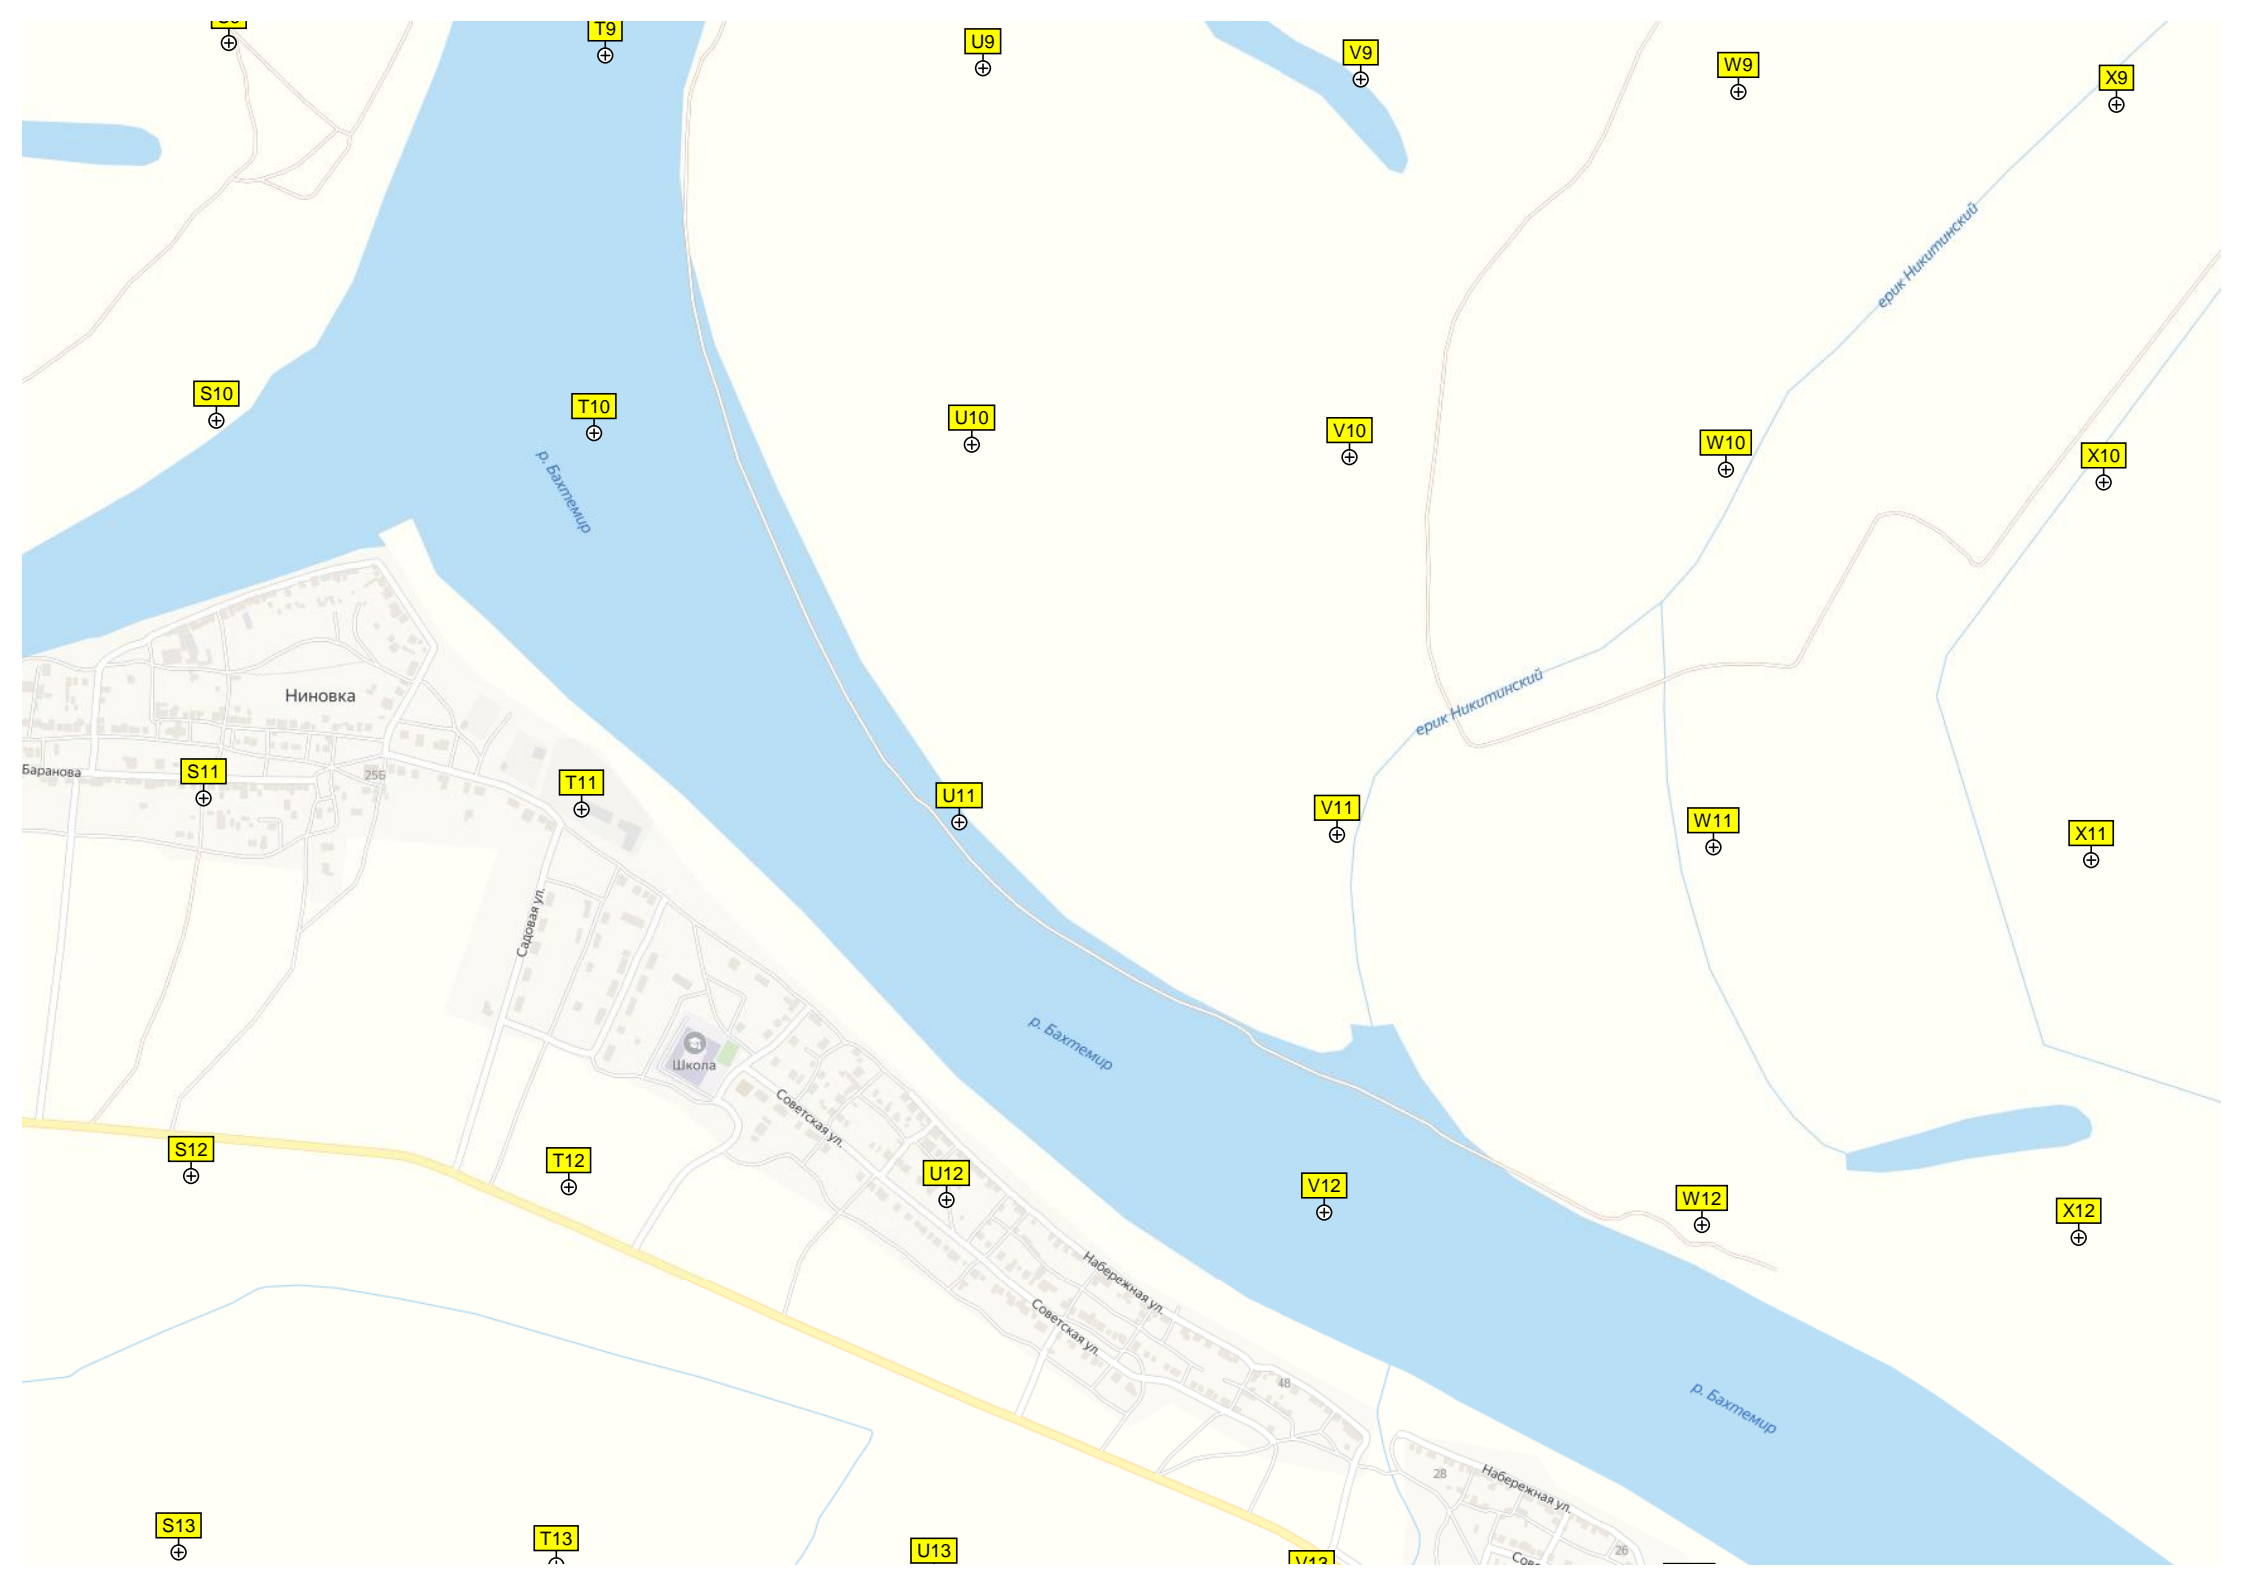 T9
U9
V9
W9
X9
ерик Никитинский
S10
T10
U10
V10
W10
X10
р. Бахтемир
Ниновка
ерик Никитинский
Баранова
S11
25Б
T11
U11
V11
W11
X11
Садовая ул.
Школа
р. Бахтемир
Советская ул.
S12
T12
U12
V12
W12
X12
Набережная ул.
Советская ул.
48
р. Бахтемир
28
Набережная ул.
S13
T13
U13
V13
26